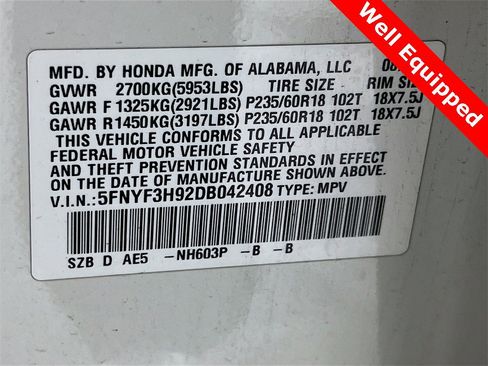 Well Equipped
MFD. BY HONDA MFG. OF ALABAMA, LLC
GVWR 2700KG(5953LBS) TIRE SIZE RIM SIZ
GAWR F 1325KG(2921LBS) P235/60R18 102T 18X7.5J
GAWR R 1450KG(3197LBS) P235/60R18 102T 18X7.5J
THIS VEHICLE CONFORMS TO ALL APPLICABLE
FEDERAL MOTOR VEHICLE SAFETY
AND THEFT PREVENTION STANDARDS IN EFFECT
ON THE DATE OF MANUFACTURE SHOWN ABOVE.
V.I.N.: 5FNYF3H92DB042408 TYPE: MPV
SZB D AE5 -NH603P -B -B